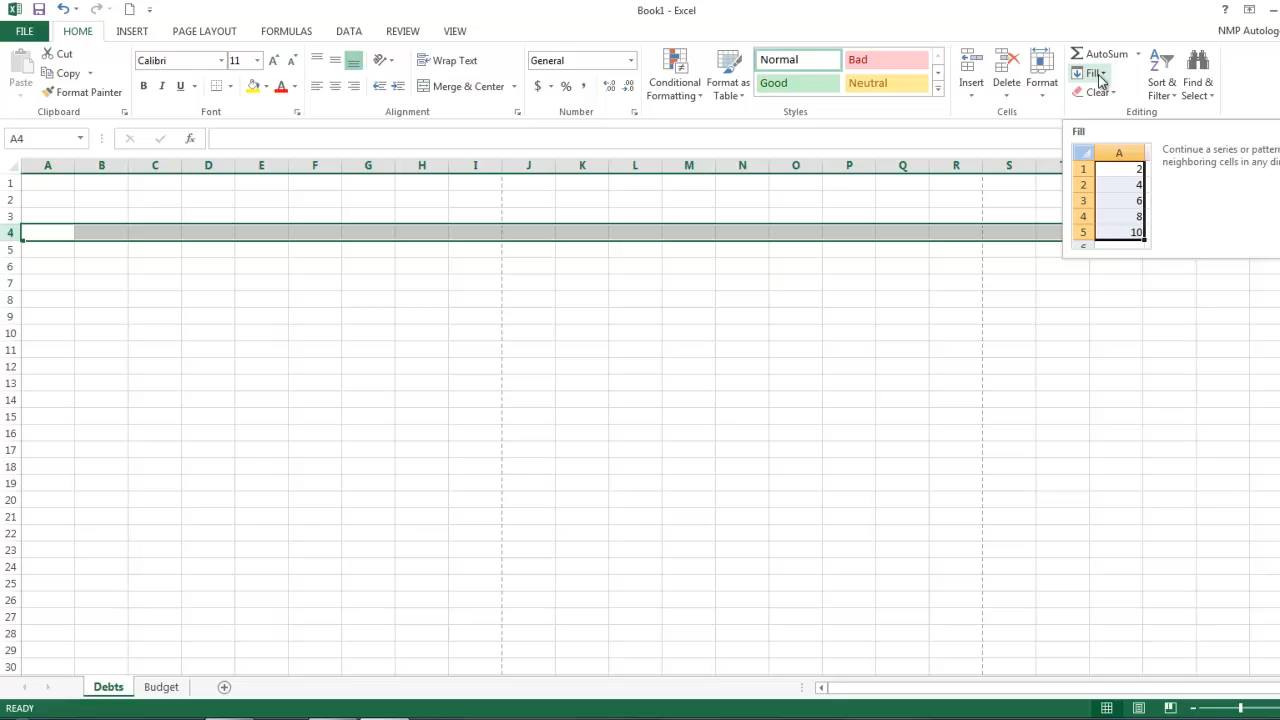 Book1 - Excel
?
FILE HOME INSERT PAGE LAYOUT FORMULAS DATA REVIEW VIEW
NMP Autolog
Paste
Cut
Copy
Format Painter
Clipboard
Calibri 11
B I U
Font
Wrap Text
Merge & Center
Alignment
General
$ % ,
Number
Conditional
Formatting
Format as
Table
Normal Bad
Good Neutral
Styles
Insert Delete Format
Cells
AutoSum
Fill
Clear
Sort &
Filter
Find &
Select
Editing
A4
fx
Fill
Continue a series or pattern
neighboring cells in any di
A
1 2
2 4
3 6
4 8
5 10
A B C D E F G H I J K L M N O P Q R S
1
2
3
4
5
6
7
8
9
10
11
12
13
14
15
16
17
18
19
20
21
22
23
24
25
26
27
28
29
30
Debts Budget
READY